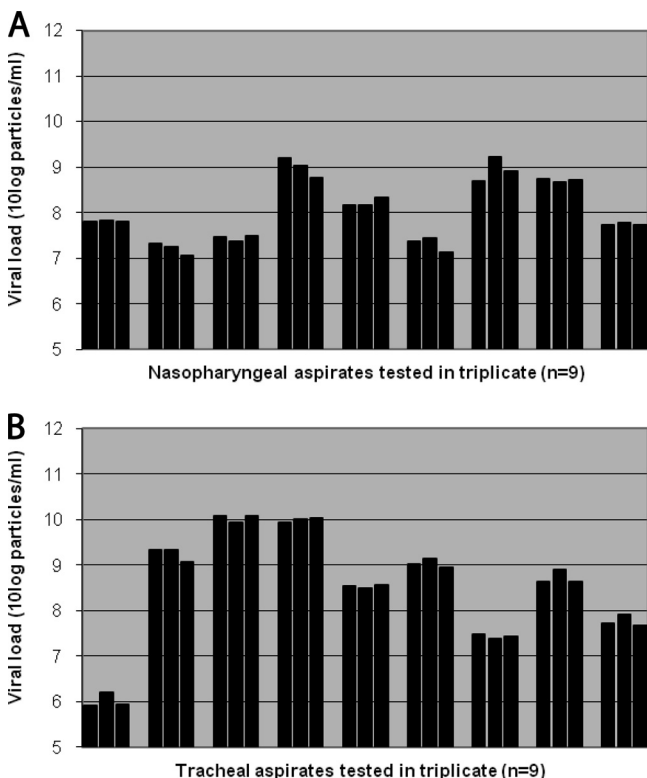 A
Viral load (10log particles/ml)
12
11
10
9
8
7
6
5
Nasopharyngeal aspirates tested in triplicate (n=9)
B
Viral load (10log particles/ml)
12
11
10
9
8
7
6
5
Tracheal aspirates tested in triplicate (n=9)